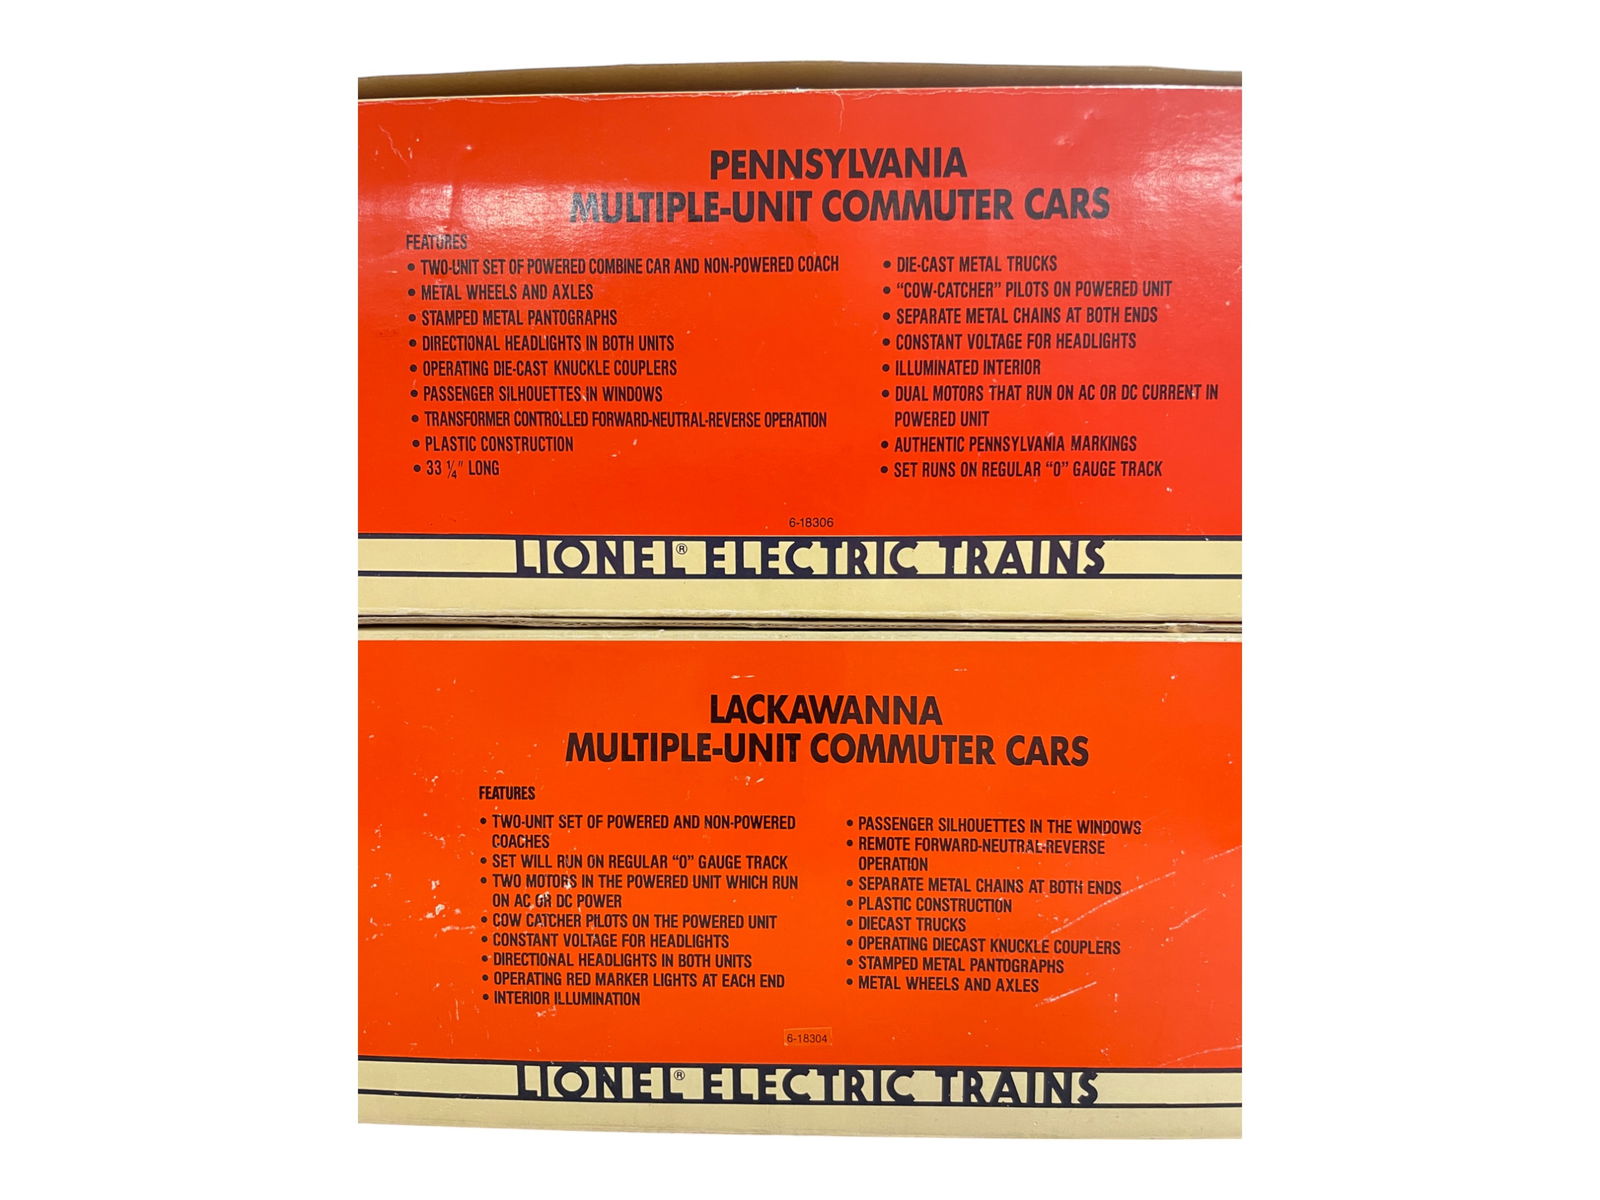 PENNSYLVANIA
MULTIPLE-UNIT COMMUTER CARS
FEATURES
• TWO-UNIT SET OF POWERED COMBINE CAR AND NON-POWERED COACH
• METAL WHEELS AND AXLES
• STAMPED METAL PANTOGRAPHS
• DIRECTIONAL HEADLIGHTS IN BOTH UNITS
• OPERATING DIE-CAST KNUCKLE COUPLERS
• PASSENGER SILHOUETTES IN WINDOWS
• TRANSFORMER CONTROLLED FORWARD-NEUTRAL-REVERSE OPERATION
• PLASTIC CONSTRUCTION
• 33 1/4" LONG
• DIE-CAST METAL TRUCKS
• "COW-CATCHER" PILOTS ON POWERED UNIT
• SEPARATE METAL CHAINS AT BOTH ENDS
• CONSTANT VOLTAGE FOR HEADLIGHTS
• ILLUMINATED INTERIOR
• DUAL MOTORS THAT RUN ON AC OR DC CURRENT IN
POWERED UNIT
• AUTHENTIC PENNSYLVANIA MARKINGS
• SET RUNS ON REGULAR "O" GAUGE TRACK
6-18306
LIONEL® ELECTRIC TRAINS
LACKAWANNA
MULTIPLE-UNIT COMMUTER CARS
FEATURES
• TWO-UNIT SET OF POWERED AND NON-POWERED
COACHES
• SET WILL RUN ON REGULAR "O" GAUGE TRACK
• TWO MOTORS IN THE POWERED UNIT WHICH RUN
ON AC OR DC POWER
• COW CATCHER PILOTS ON THE POWERED UNIT
• CONSTANT VOLTAGE FOR HEADLIGHTS
• DIRECTIONAL HEADLIGHTS IN BOTH UNITS
• OPERATING RED MARKER LIGHTS AT EACH END
• INTERIOR ILLUMINATION
• PASSENGER SILHOUETTES IN THE WINDOWS
• REMOTE FORWARD-NEUTRAL-REVERSE
OPERATION
• SEPARATE METAL CHAINS AT BOTH ENDS
• PLASTIC CONSTRUCTION
• DIECAST TRUCKS
• OPERATING DIECAST KNUCKLE COUPLERS
• STAMPED METAL PANTOGRAPHS
• METAL WHEELS AND AXLES
6-18304
LIONEL® ELECTRIC TRAINS